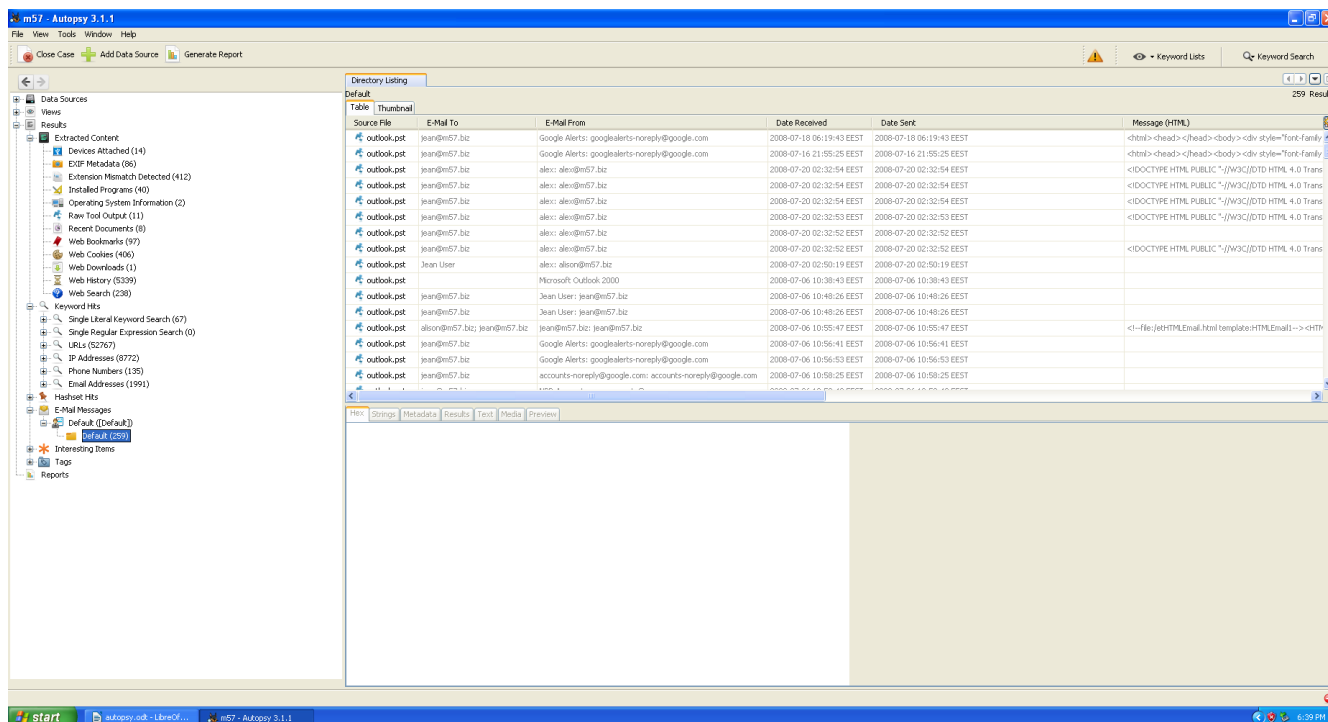 m57 - Autopsy 3.1.1
File View Tools Window Help
Close Case Add Data Source Generate Report Keyword Lists Keyword Search
Data Sources
Views
Results
Extracted Content
Devices Attached (14)
EXIF Metadata (86)
Extension Mismatch Detected (412)
Installed Programs (40)
Operating System Information (2)
Raw Tool Output (11)
Recent Documents (8)
Web Bookmarks (97)
Web Cookies (406)
Web Downloads (1)
Web History (5339)
Web Search (238)
Keyword Hits
Single Literal Keyword Search (67)
Single Regular Expression Search (0)
URLs (52767)
IP Addresses (8772)
Phone Numbers (135)
Email Addresses (1991)
Hashset Hits
E-Mail Messages
Default ([Default])
Default (259)
Interesting Items
Tags
Reports
Directory Listing
Default 259 Resul
Table Thumbnail
Source File E-Mail To E-Mail From Date Received Date Sent Message (HTML)
outlook.pst jean@m57.biz Google Alerts: googlealerts-noreply@google.com 2008-07-18 06:19:43 EEST 2008-07-18 06:19:43 EEST <html><head></head><body><div style="font-family
outlook.pst jean@m57.biz Google Alerts: googlealerts-noreply@google.com 2008-07-16 21:55:25 EEST 2008-07-16 21:55:25 EEST <html><head></head><body><div style="font-family
outlook.pst jean@m57.biz alex: alex@m57.biz 2008-07-20 02:32:54 EEST 2008-07-20 02:32:54 EEST <!DOCTYPE HTML PUBLIC "-//W3C//DTD HTML 4.0 Trans
outlook.pst jean@m57.biz alex: alex@m57.biz 2008-07-20 02:32:54 EEST 2008-07-20 02:32:54 EEST <!DOCTYPE HTML PUBLIC "-//W3C//DTD HTML 4.0 Trans
outlook.pst jean@m57.biz alex: alex@m57.biz 2008-07-20 02:32:54 EEST 2008-07-20 02:32:54 EEST <!DOCTYPE HTML PUBLIC "-//W3C//DTD HTML 4.0 Trans
outlook.pst jean@m57.biz alex: alex@m57.biz 2008-07-20 02:32:53 EEST 2008-07-20 02:32:53 EEST <!DOCTYPE HTML PUBLIC "-//W3C//DTD HTML 4.0 Trans
outlook.pst jean@m57.biz alex: alex@m57.biz 2008-07-20 02:32:52 EEST 2008-07-20 02:32:52 EEST
outlook.pst jean@m57.biz alex: alex@m57.biz 2008-07-20 02:32:52 EEST 2008-07-20 02:32:52 EEST <!DOCTYPE HTML PUBLIC "-//W3C//DTD HTML 4.0 Trans
outlook.pst Jean User alex: alison@m57.biz 2008-07-20 02:50:19 EEST 2008-07-20 02:50:19 EEST
outlook.pst Microsoft Outlook 2000 2008-07-06 10:38:43 EEST 2008-07-06 10:38:43 EEST
outlook.pst jean@m57.biz Jean User: jean@m57.biz 2008-07-06 10:48:26 EEST 2008-07-06 10:48:26 EEST
outlook.pst jean@m57.biz Jean User: jean@m57.biz 2008-07-06 10:48:26 EEST 2008-07-06 10:48:26 EEST
outlook.pst alison@m57.biz; jean@m57.biz jean@m57.biz: jean@m57.biz 2008-07-06 10:55:47 EEST 2008-07-06 10:55:47 EEST <!--file:/etHTMLEmail.html template:HTMLEmail1--><HTM
outlook.pst jean@m57.biz Google Alerts: googlealerts-noreply@google.com 2008-07-06 10:56:41 EEST 2008-07-06 10:56:41 EEST
outlook.pst jean@m57.biz Google Alerts: googlealerts-noreply@google.com 2008-07-06 10:56:53 EEST 2008-07-06 10:56:53 EEST
outlook.pst jean@m57.biz accounts-noreply@google.com: accounts-noreply@google.com 2008-07-06 10:58:25 EEST 2008-07-06 10:58:25 EEST
Hex Strings Metadata Results Text Media Preview
start autopsy.odt - LibreOf... m57 - Autopsy 3.1.1 6:39 PM